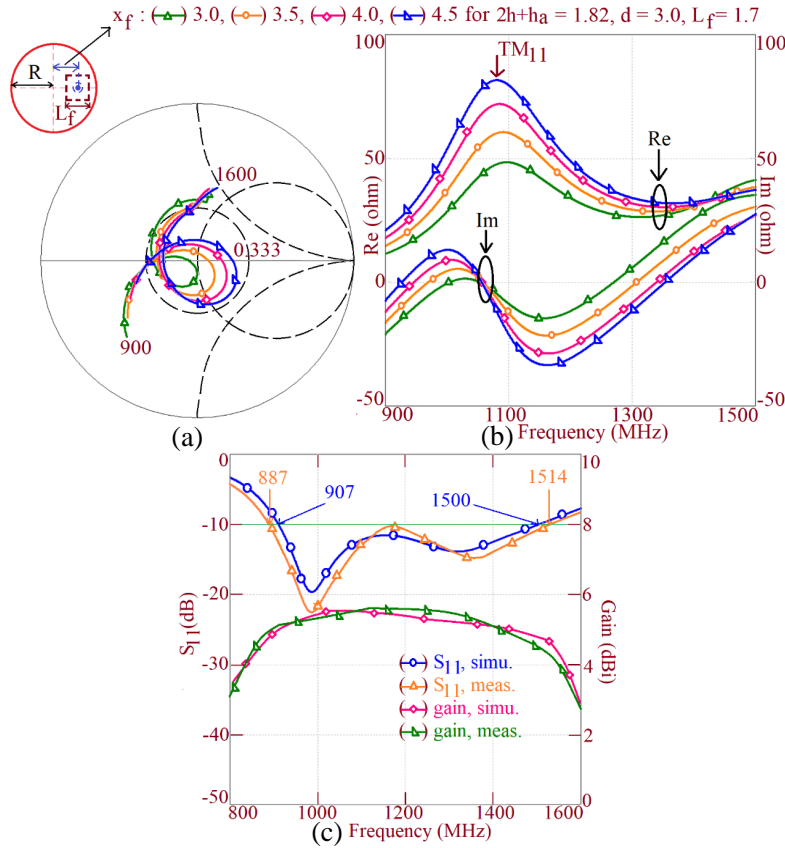 x_f : (-) 3.0, (-) 3.5, (-) 4.0, (-) 4.5 for 2h+h_a = 1.82, d = 3.0, L_f = 1.7
R
L_f
1600
0.333
900
(a)
100
50
0
-50
Re (ohm)
TM_11
Re
Im
100
50
0
-50
Im (ohm)
900
1100
1300
1500
Frequency (MHz)
(b)
0
-10
-20
-30
-40
-50
S_11(dB)
887
907
1500
1514
10
8
6
4
2
0
Gain (dBi)
(-) S_11, simu.
(-) S_11, meas.
(-) gain, simu.
(-) gain, meas.
800
1000
1200
1400
1600
Frequency (MHz)
(c)